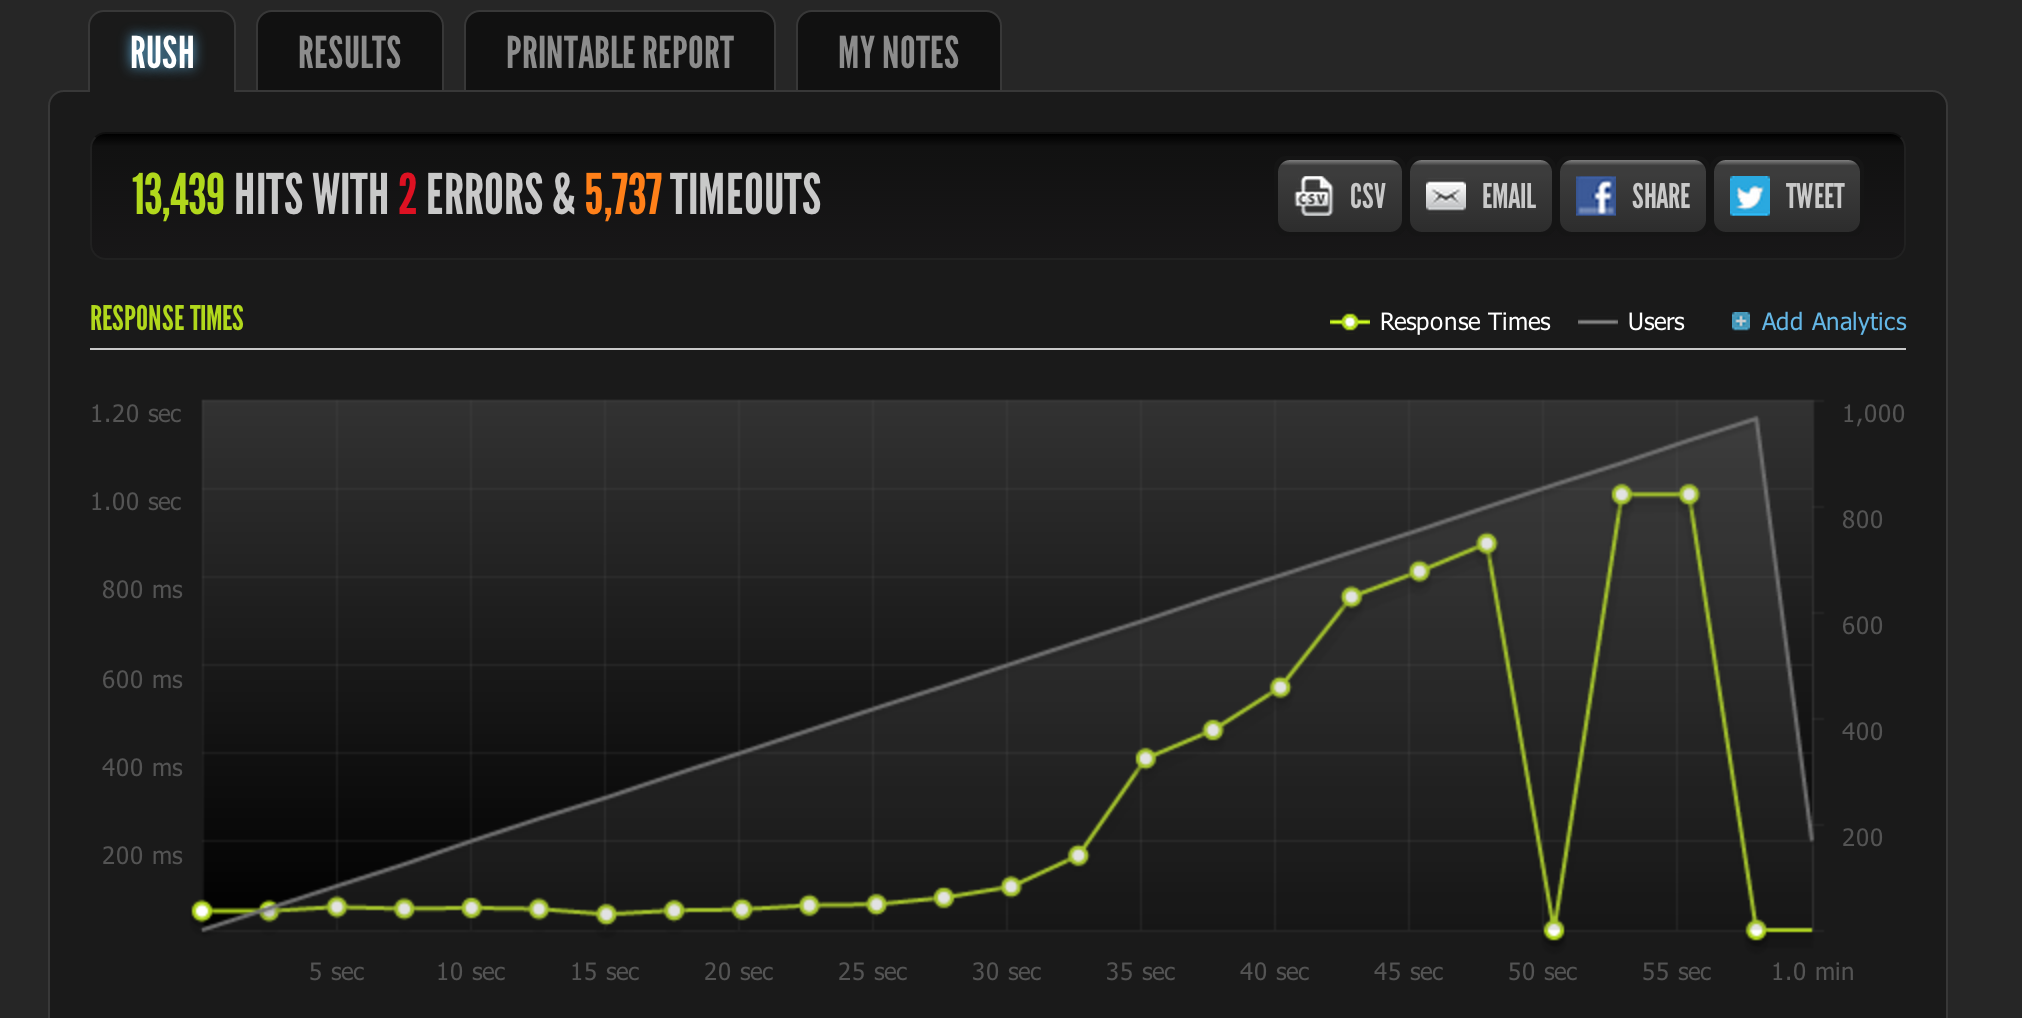 RUSH RESULTS PRINTABLE REPORT MY NOTES
13,439 HITS WITH 2 ERRORS & 5,737 TIMEOUTS
CSV CSV EMAIL f SHARE TWEET
RESPONSE TIMES
Response Times Users Add Analytics
1.20 sec 1,000
1.00 sec
800
800 ms
600
600 ms
400
400 ms
200
200 ms
5 sec 10 sec 15 sec 20 sec 25 sec 30 sec 35 sec 40 sec 45 sec 50 sec 55 sec 1.0 min